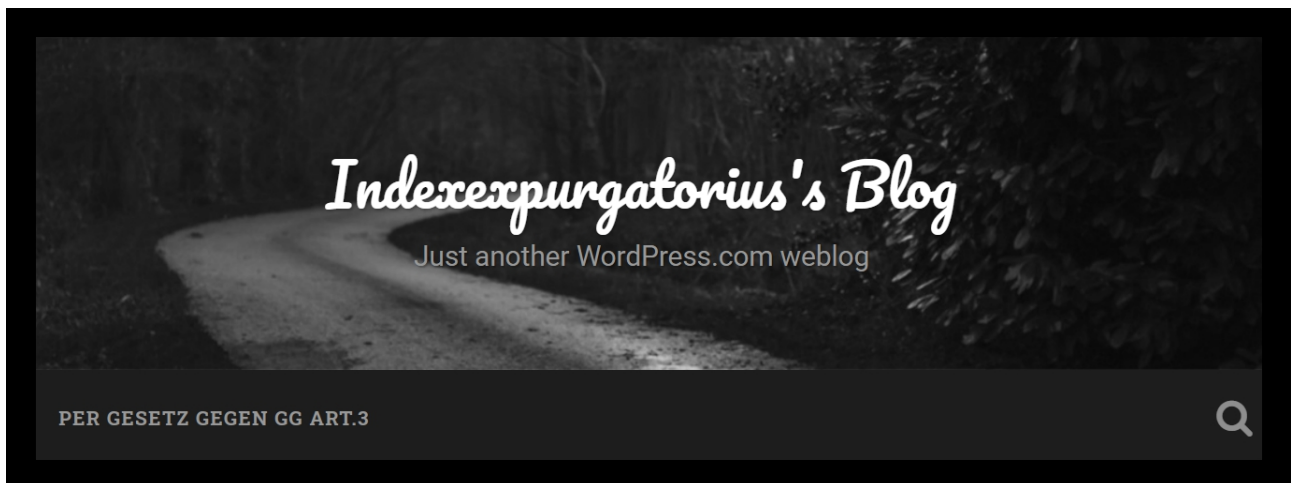 Indexexpurgatorius's Blog
Just another WordPress.com weblog
PER GESETZ GEGEN GG ART.3